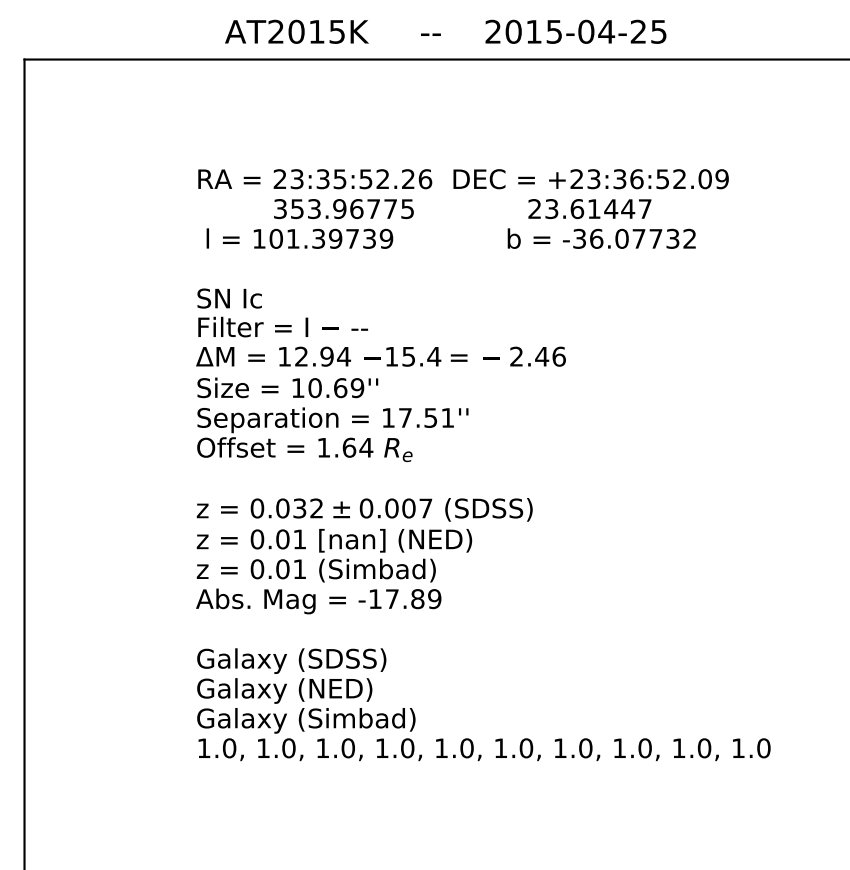 AT2015K -- 2015-04-25
RA = 23:35:52.26 DEC = +23:36:52.09
353.96775 23.61447
l = 101.39739 b = -36.07732
SN Ic
Filter = I − --
ΔM = 12.94 −15.4 = − 2.46
Size = 10.69''
Separation = 17.51''
Offset = 1.64 Rₑ
z = 0.032 ± 0.007 (SDSS)
z = 0.01 [nan] (NED)
z = 0.01 (Simbad)
Abs. Mag = -17.89
Galaxy (SDSS)
Galaxy (NED)
Galaxy (Simbad)
1.0, 1.0, 1.0, 1.0, 1.0, 1.0, 1.0, 1.0, 1.0, 1.0